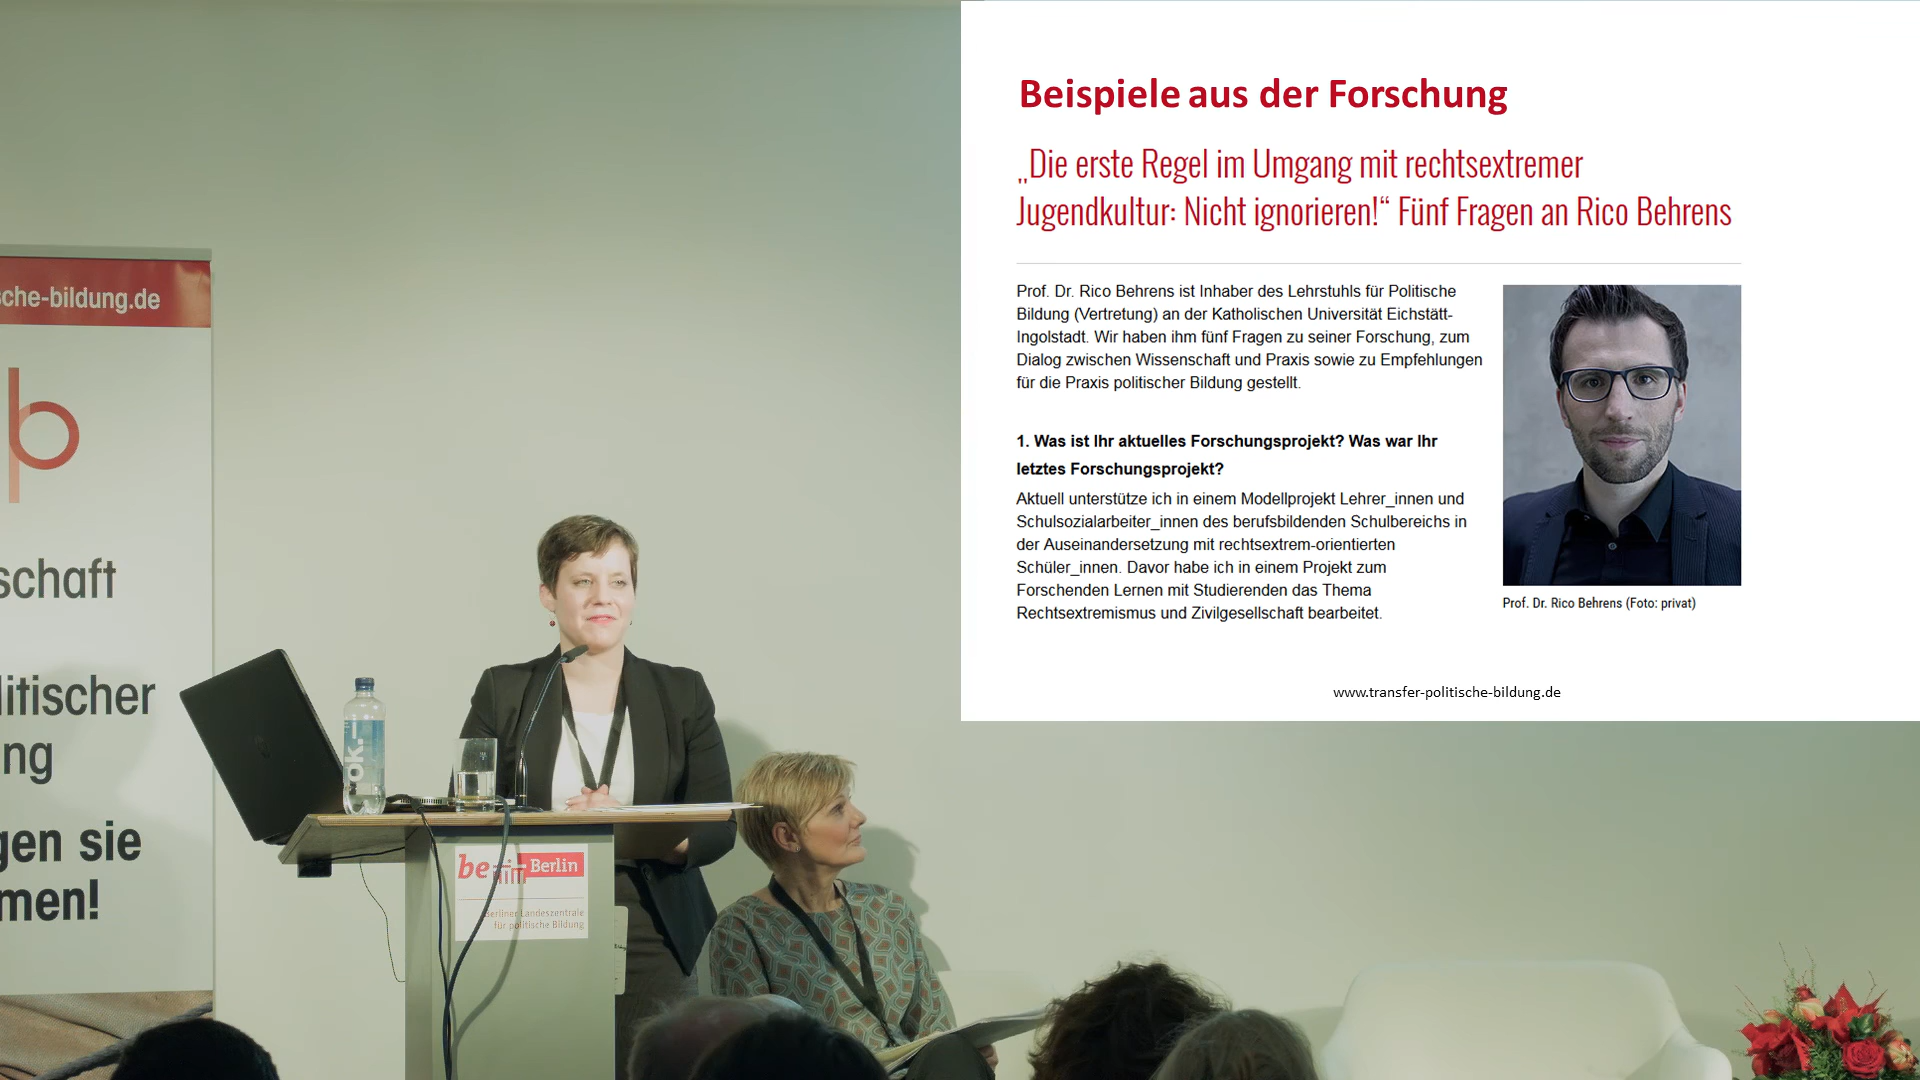 Beispiele aus der Forschung
„Die erste Regel im Umgang mit rechtsextremer
Jugendkultur: Nicht ignorieren!“ Fünf Fragen an Rico Behrens
Prof. Dr. Rico Behrens ist Inhaber des Lehrstuhls für Politische
Bildung (Vertretung) an der Katholischen Universität Eichstätt-
Ingolstadt. Wir haben ihm fünf Fragen zu seiner Forschung, zum
Dialog zwischen Wissenschaft und Praxis sowie zu Empfehlungen
für die Praxis politischer Bildung gestellt.
1. Was ist Ihr aktuelles Forschungsprojekt? Was war Ihr
letztes Forschungsprojekt?
Aktuell unterstütze ich in einem Modellprojekt Lehrer_innen und
Schulsozialarbeiter_innen des berufsbildenden Schulbereichs in
der Auseinandersetzung mit rechtsextrem-orientierten
Schüler_innen. Davor habe ich in einem Projekt zum
Forschenden Lernen mit Studierenden das Thema
Rechtsextremismus und Zivilgesellschaft bearbeitet.
Prof. Dr. Rico Behrens (Foto: privat)
www.transfer-politische-bildung.de
sche-bildung.de
pb
schaft
litischer
ng
gen sie
men!
ok.–
be Berlin
Berliner Landeszentrale
für politische Bildung